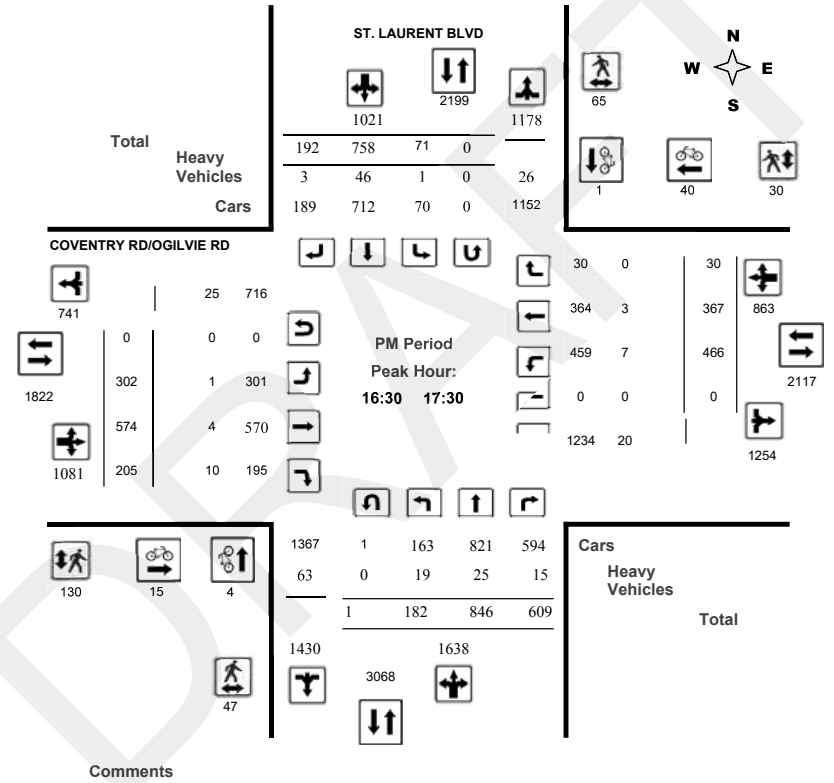 ST. LAURENT BLVD
N
W E
S
2199
65
1021 1178
Total
192 758 71 0
Heavy
Vehicles
3 46 1 0 26
1 40 30
Cars
189 712 70 0 1152
COVENTRY RD/OGILVIE RD
30 0 30
25 716
741
364 3 367 863
0 0 0
PM Period
459 7 466
Peak Hour:
1822
302 1 301
16:30 17:30
0 0 0
2117
574 4 570
1234 20
1254
1081 205 10 195
1367 1 163 821 594
Cars
63 0 19 25 15
Heavy
Vehicles
130 15 4
1 182 846 609
Total
1430 1638
3068
47
Comments
DRAFT